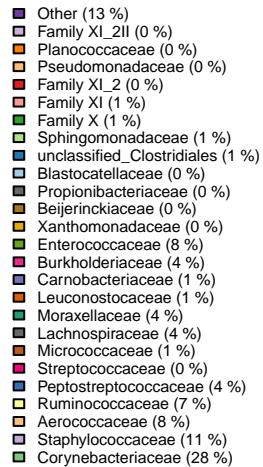 Other (13 %)
Family XI_2II (0 %)
Planococcaceae (0 %)
Pseudomonadaceae (0 %)
Family XI_2 (0 %)
Family XI (1 %)
Family X (1 %)
Sphingomonadaceae (1 %)
unclassified_Clostridiales (1 %)
Blastocatellaceae (0 %)
Propionibacteriaceae (0 %)
Beijerinckiaceae (0 %)
Xanthomonadaceae (0 %)
Enterococcaceae (8 %)
Burkholderiaceae (4 %)
Carnobacteriaceae (1 %)
Leuconostocaceae (1 %)
Moraxellaceae (4 %)
Lachnospiraceae (4 %)
Micrococcaceae (1 %)
Streptococcaceae (0 %)
Peptostreptococcaceae (4 %)
Ruminococcaceae (7 %)
Aerococcaceae (8 %)
Staphylococcaceae (11 %)
Corynebacteriaceae (28 %)